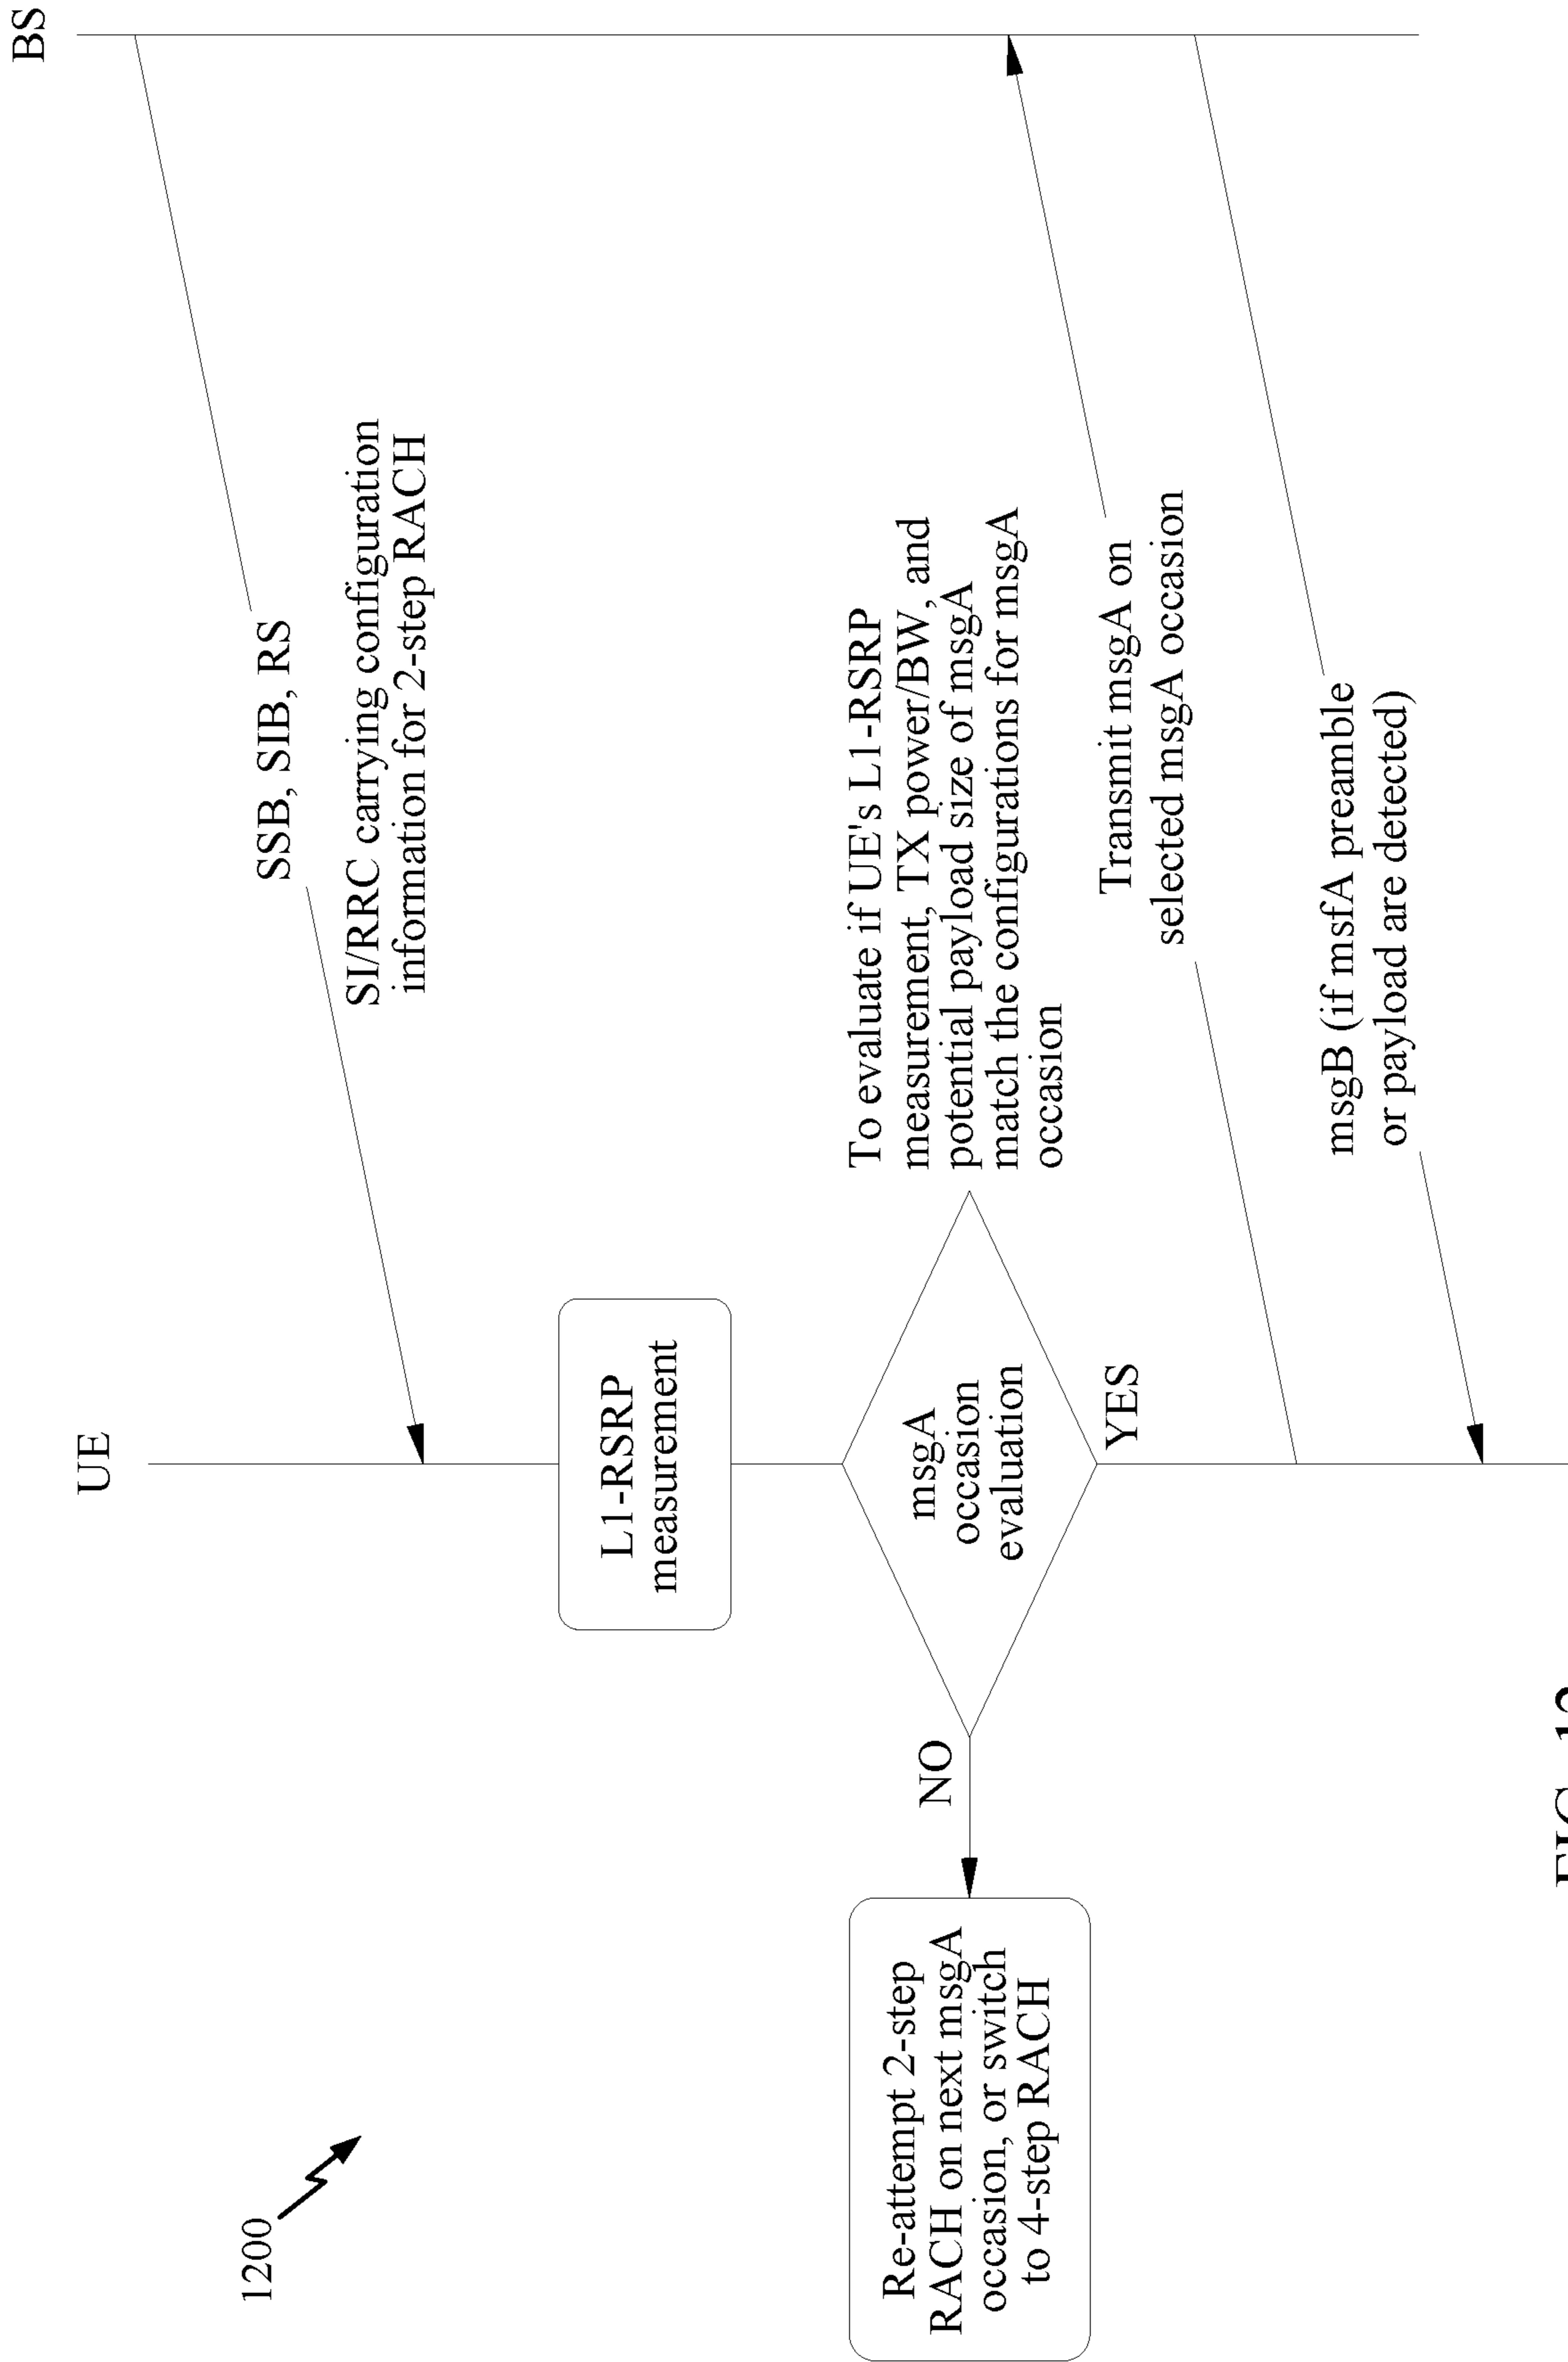 1200
UE
BS
SSB, SIB, RS
SI/RRC carrying configuration
information for 2-step RACH
L1-RSRP
measurement
To evaluate if UE's L1-RSRP
measurement, TX power/BW, and
potential payload size of msgA
match the configurations for msgA
occasion
msgA
occasion
evaluation
NO
Re-attempt 2-step
RACH on next msgA
occasion, or switch
to 4-step RACH
YES
Transmit msgA on
selected msgA occasion
msgB (if msfA preamble
or payload are detected)
FIG. 12